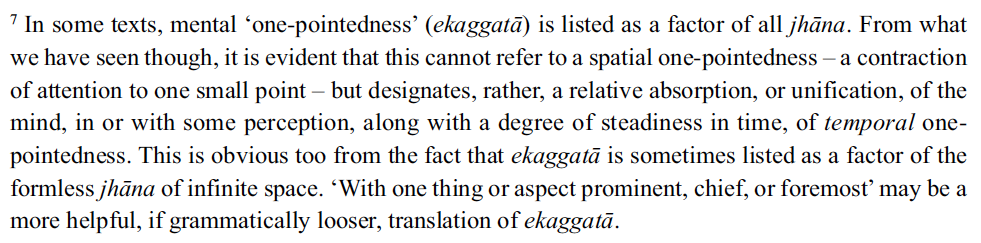 ⁷ In some texts, mental ‘one-pointedness’ (ekaggatā) is listed as a factor of all jhāna. From what
we have seen though, it is evident that this cannot refer to a spatial one-pointedness – a contraction
of attention to one small point – but designates, rather, a relative absorption, or unification, of the
mind, in or with some perception, along with a degree of steadiness in time, of temporal one-
pointedness. This is obvious too from the fact that ekaggatā is sometimes listed as a factor of the
formless jhāna of infinite space. ‘With one thing or aspect prominent, chief, or foremost’ may be a
more helpful, if grammatically looser, translation of ekaggatā.